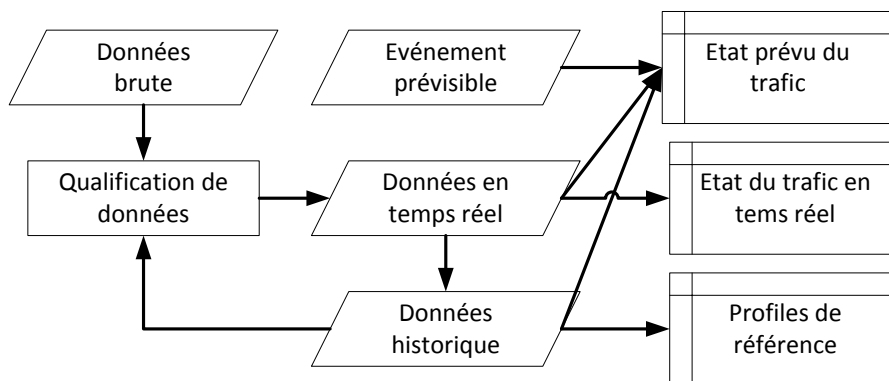 Données
brute
Evénement
prévisible
Etat prévu du
trafic
Qualification de
données
Données en
temps réel
Etat du trafic en
tems réel
Données
historique
Profiles de
référence